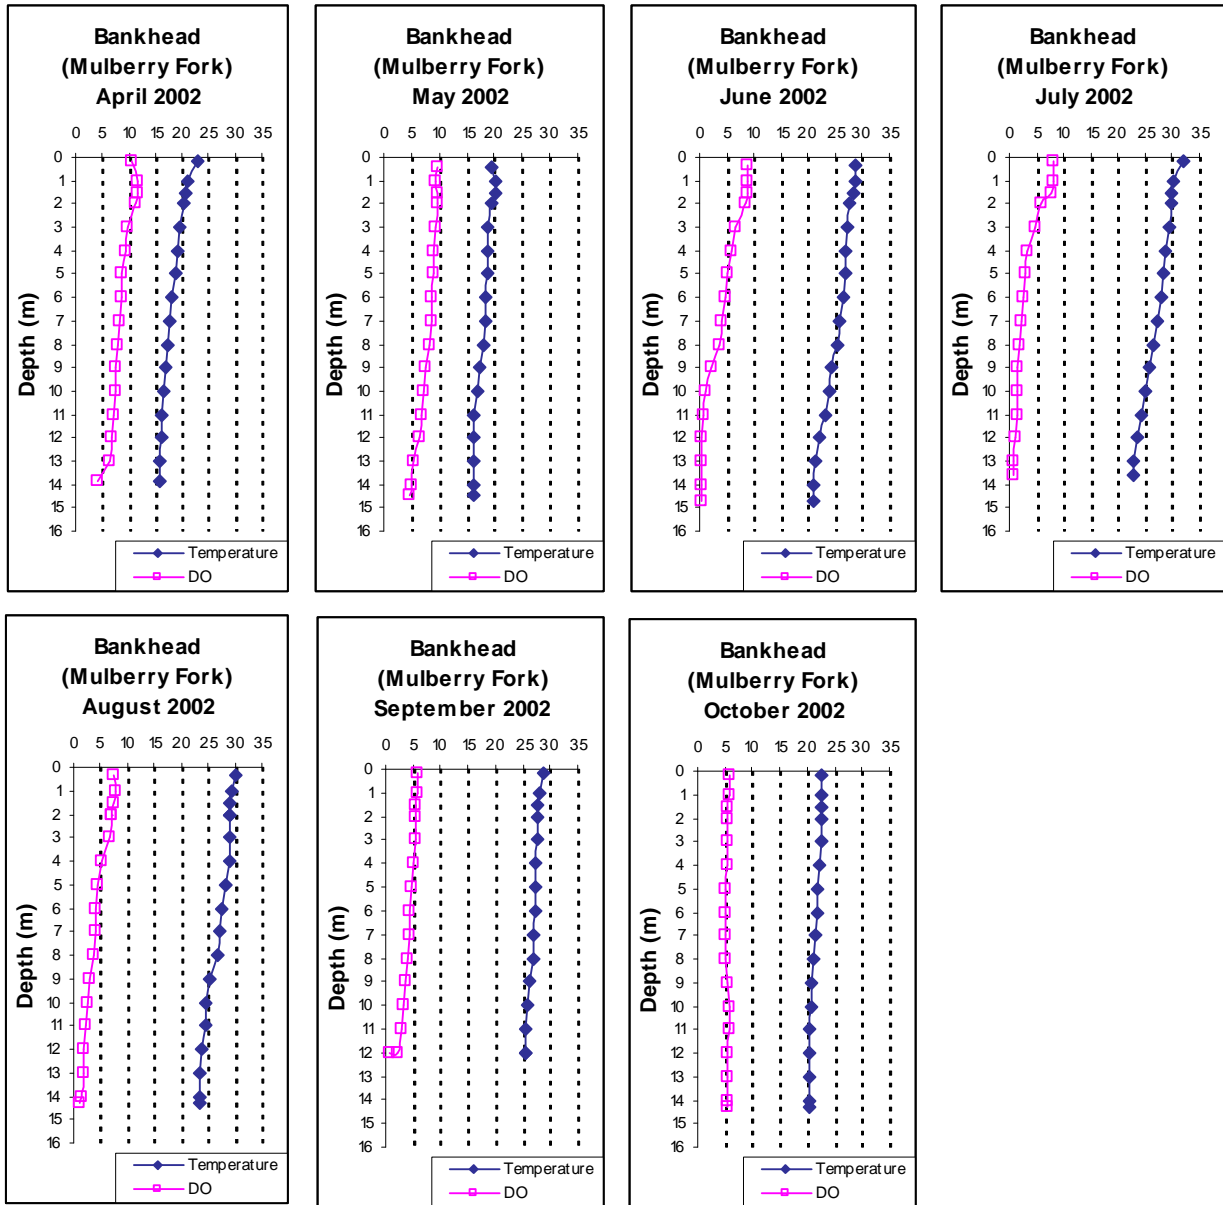 Bankhead
(Mulberry Fork)
April 2002
0 5 10 15 20 25 30 35
0
1
2
3
4
5
6
7
8
9
10
11
12
13
14
15
16
Depth (m)
Temperature
DO
Bankhead
(Mulberry Fork)
May 2002
0 5 10 15 20 25 30 35
0
1
2
3
4
5
6
7
8
9
10
11
12
13
14
15
16
Depth (m)
Temperature
DO
Bankhead
(Mulberry Fork)
June 2002
0 5 10 15 20 25 30 35
0
1
2
3
4
5
6
7
8
9
10
11
12
13
14
15
16
Depth (m)
Temperature
DO
Bankhead
(Mulberry Fork)
July 2002
0 5 10 15 20 25 30 35
0
1
2
3
4
5
6
7
8
9
10
11
12
13
14
15
16
Depth (m)
Temperature
DO
Bankhead
(Mulberry Fork)
August 2002
0 5 10 15 20 25 30 35
0
1
2
3
4
5
6
7
8
9
10
11
12
13
14
15
16
Depth (m)
Temperature
DO
Bankhead
(Mulberry Fork)
September 2002
0 5 10 15 20 25 30 35
0
1
2
3
4
5
6
7
8
9
10
11
12
13
14
15
16
Depth (m)
Temperature
DO
Bankhead
(Mulberry Fork)
October 2002
0 5 10 15 20 25 30 35
0
1
2
3
4
5
6
7
8
9
10
11
12
13
14
15
16
Depth (m)
Temperature
DO